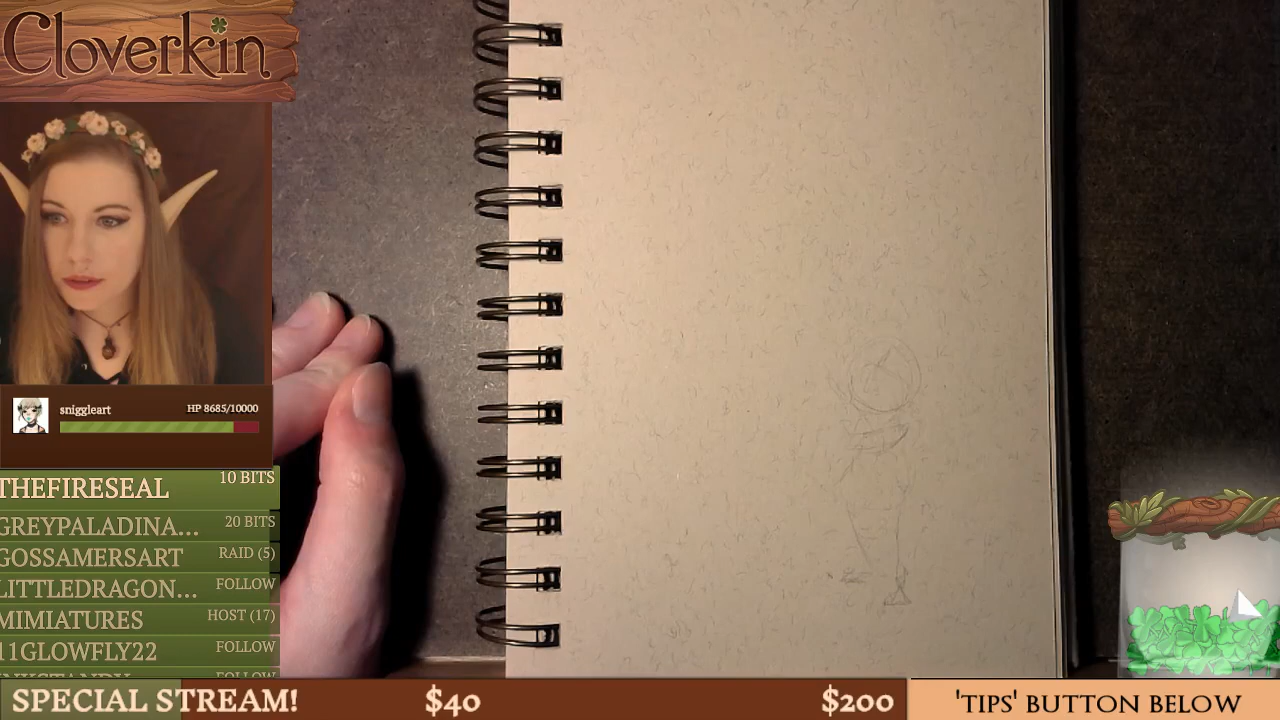 Cloverkin
sniggleart HP 8685/10000
THEFIRESEAL 10 BITS
GREYPALADINA... 20 BITS
GOSSAMERSART RAID (5)
LITTLEDRAGON... FOLLOW
MIMIATURES HOST (17)
11GLOWFLY22 FOLLOW
FOLLOW
SPECIAL STREAM! $40 $200 'TIPS' BUTTON BELOW